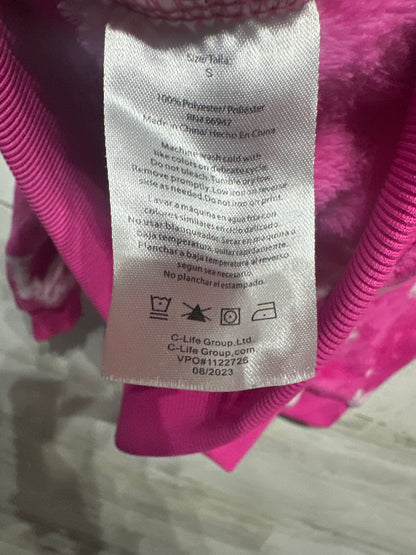 Size/Talla:
S
100% Polyester/ Poliéster
RN# 86947
Made in China/ Hecho En China
Machine wash cold with
like colors on delicate cycle.
Do not bleach. Tumble dry low.
Remove promptly. Low iron on reverse
side as needed. Do not iron on print.
Lavar a máquina en agua fría con
colores similares en ciclo delicado.
No usar blanqueador. Secar en máquina a
baja temperatura, quitar rápidamente.
Planchar a baja temperatura al reverso
según sea necesario.
No planchar el estampado.
C-Life Group, Ltd.
C-Life Group,com.
VPO#1122726
08/2023